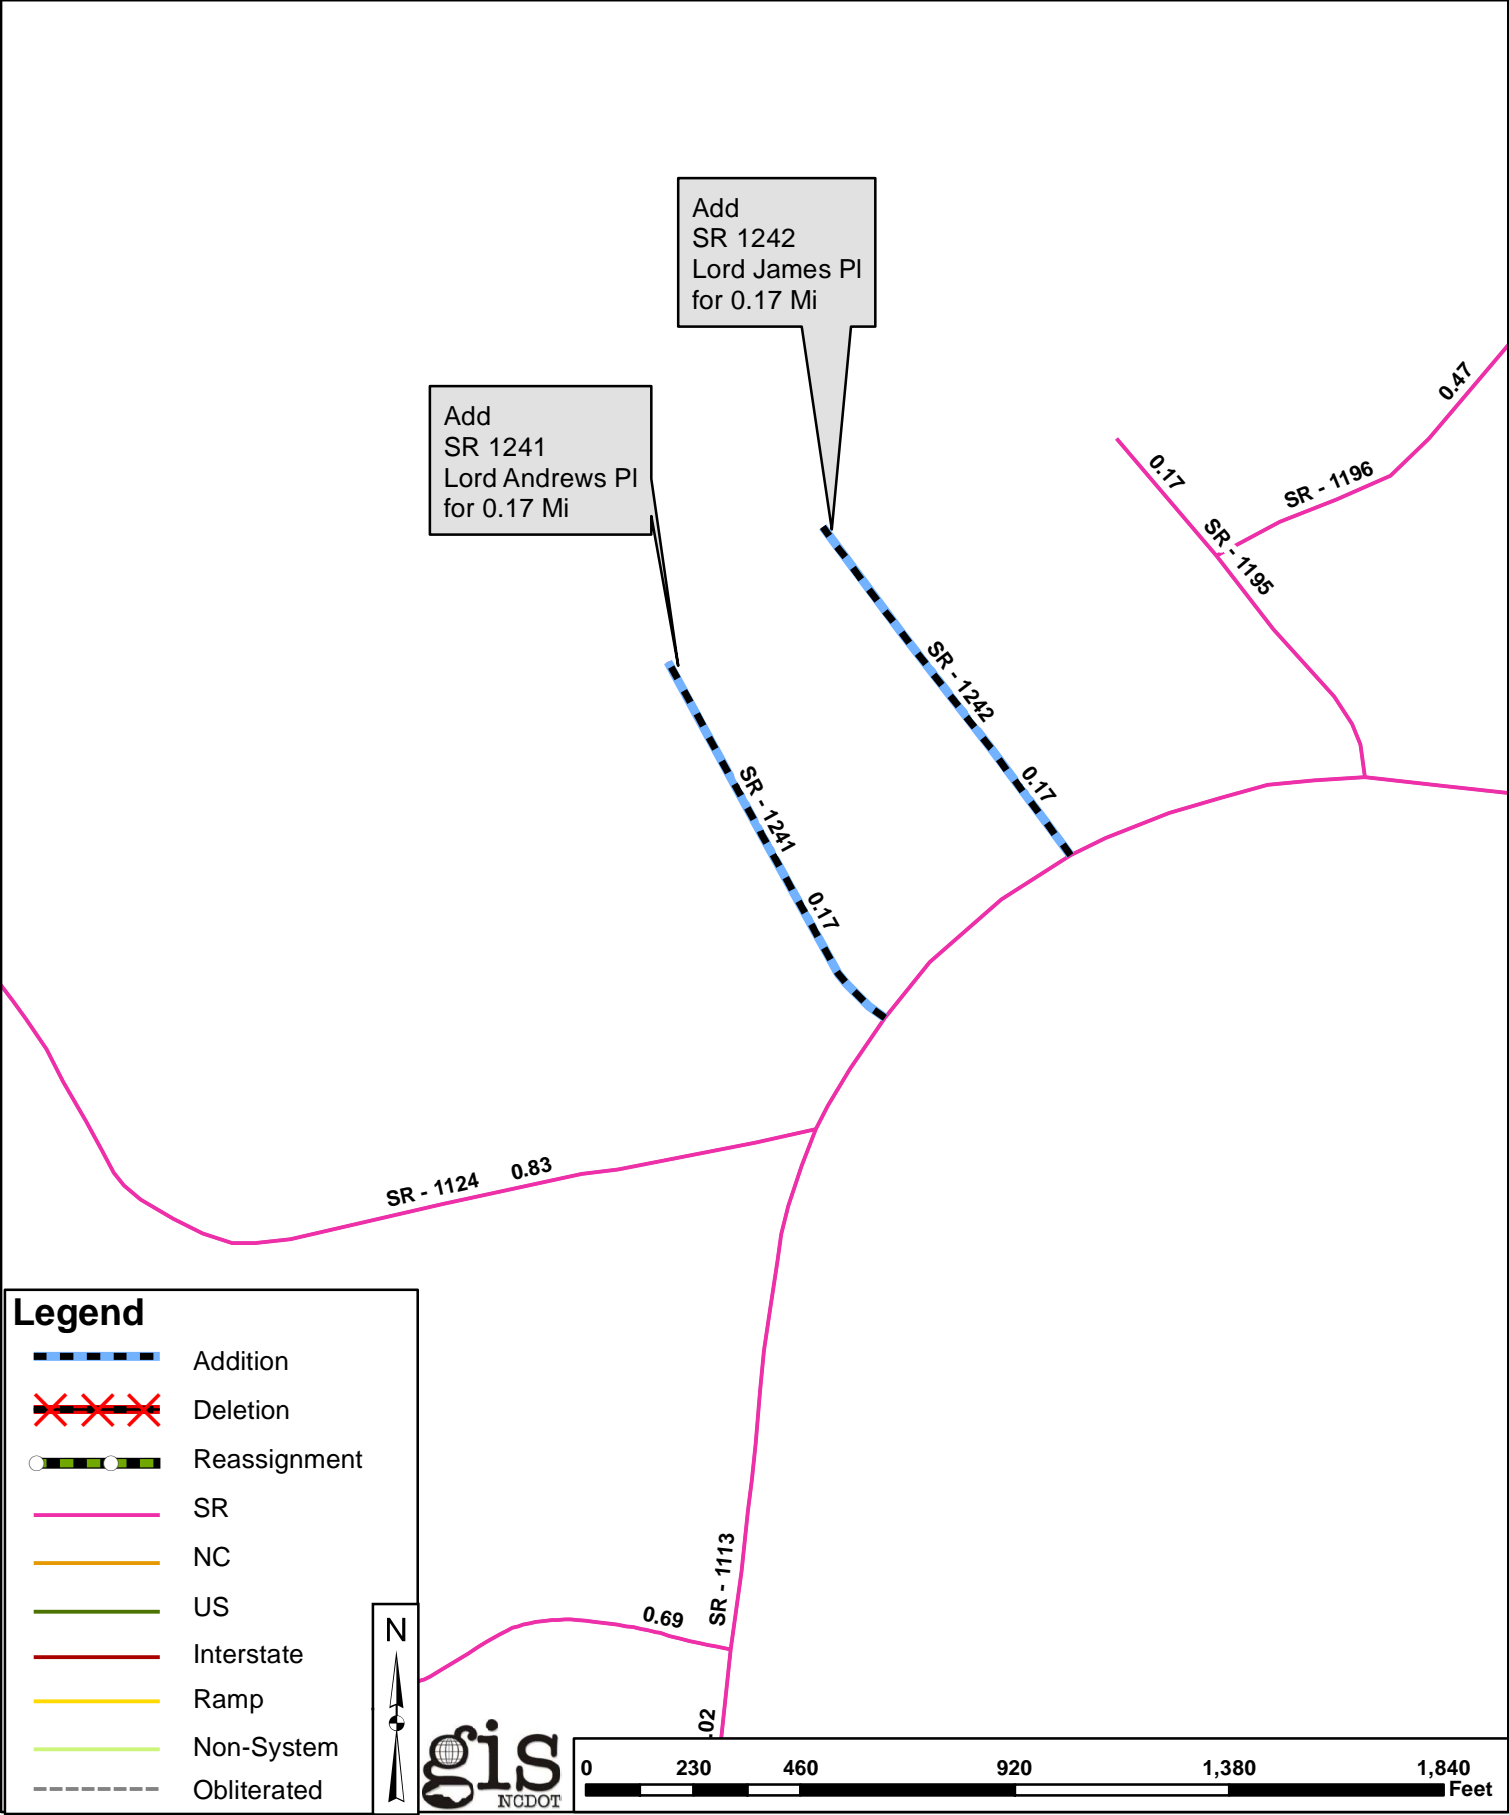 Add
SR 1242
Lord James Pl
for 0.17 Mi
Add
SR 1241
Lord Andrews Pl
for 0.17 Mi
0.47
0.17
SR - 1196
SR - 1195
SR - 1242
0.17
SR - 1241
0.17
SR - 1124 0.83
SR - 1113
0.69
.02
Legend
Addition
Deletion
Reassignment
SR
NC
US
Interstate
Ramp
Non-System
Obliterated
N
gis
NCDOT
0 230 460 920 1,380 1,840
Feet